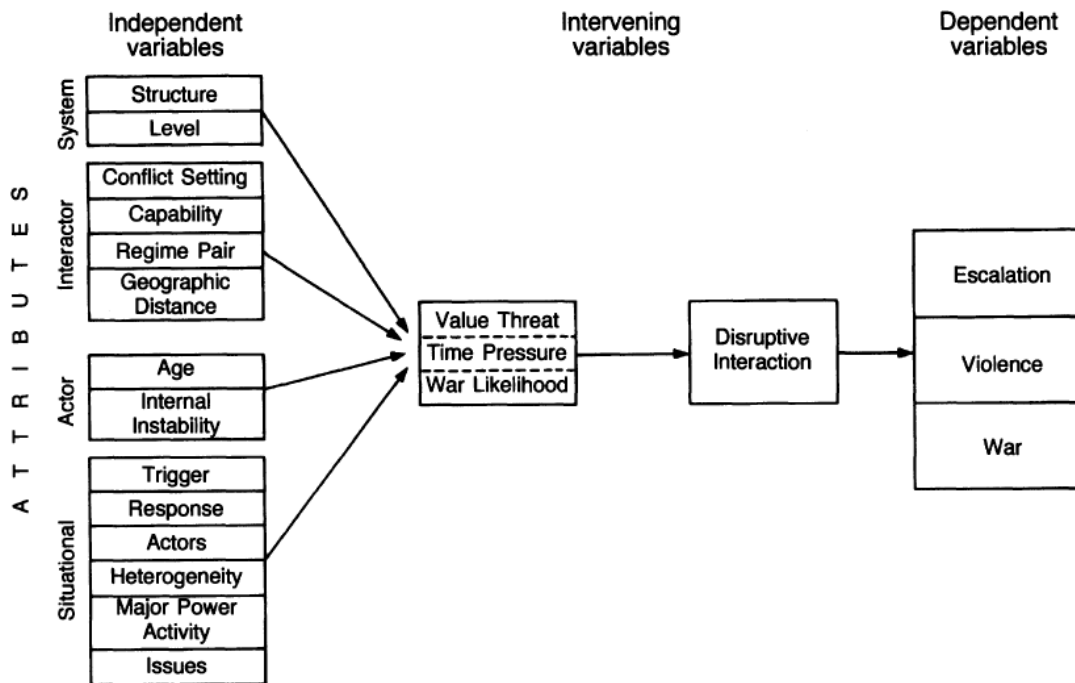 Independent
variables
Intervening
variables
Dependent
variables
ATTRIBUTES
System
Structure
Level
Interactor
Conflict Setting
Capability
Regime Pair
Geographic
Distance
Actor
Age
Internal
Instability
Situational
Trigger
Response
Actors
Heterogeneity
Major Power
Activity
Issues
Value Threat
Time Pressure
War Likelihood
Disruptive
Interaction
Escalation
Violence
War